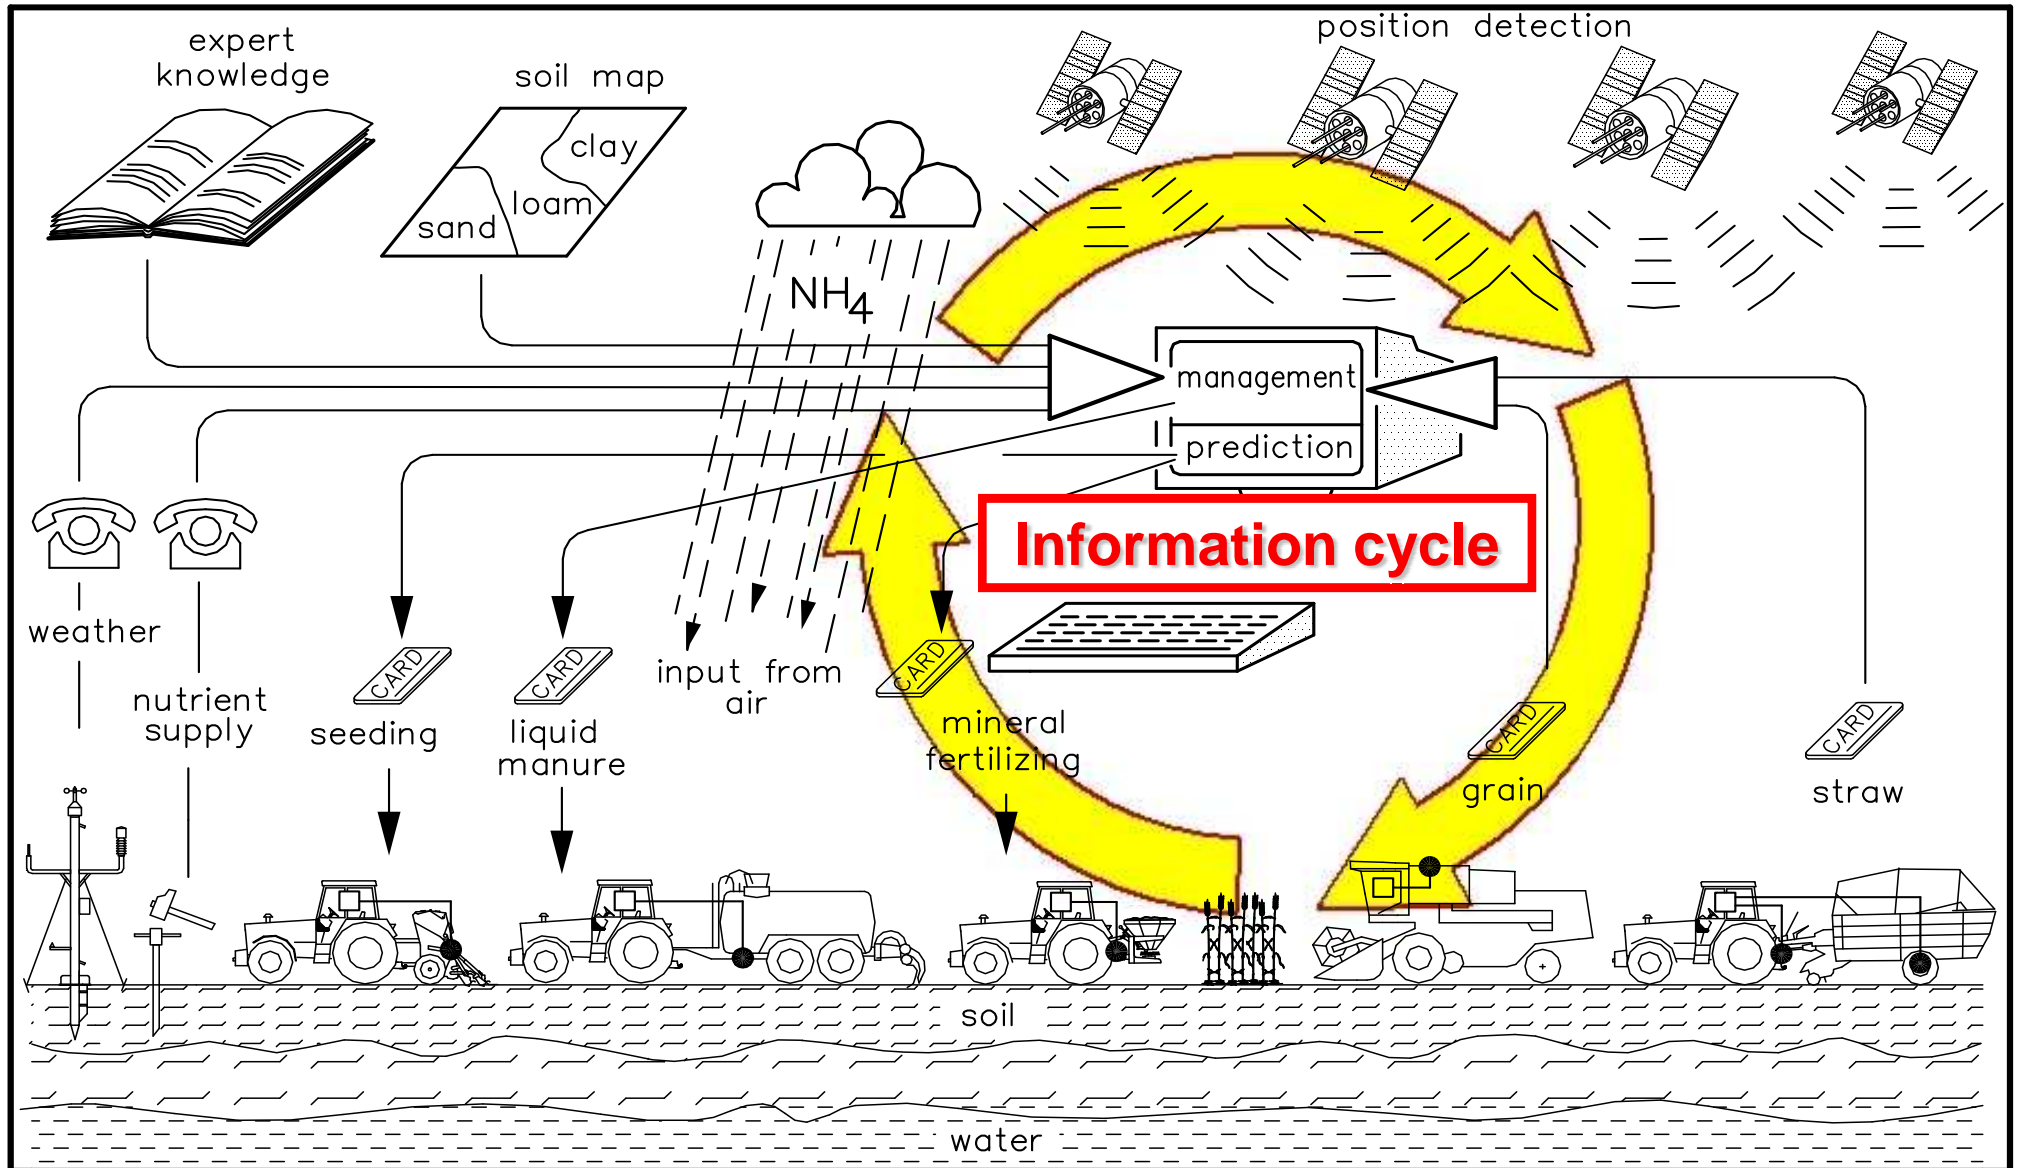 expert
knowledge
soil map
position detection
clay
loam
sand
NH4
management
prediction
Information cycle
weather
nutrient
supply
CARD
seeding
CARD
liquid
manure
input from
air
CARD
mineral
fertilizing
CARD
grain
CARD
straw
soil
water